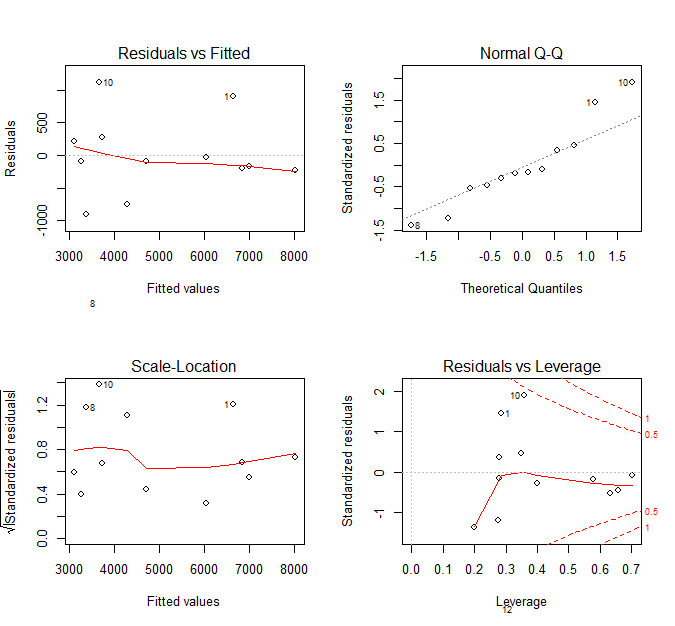 Residuals vs Fitted
Residuals
500
0
-1000
10
1
3000 4000 5000 6000 7000 8000
Fitted values
8
Normal Q-Q
Standardized residuals
1.5
0.5
-0.5
-1.5
10
1
8
-1.5 -0.5 0.0 0.5 1.0 1.5
Theoretical Quantiles
Scale-Location
√|Standardized residuals|
1.2
0.8
0.4
0.0
10
8
1
3000 4000 5000 6000 7000 8000
Fitted values
Residuals vs Leverage
Standardized residuals
2
1
0
-1
10
1
1
0.5
0.5
1
0.0 0.1 0.2 0.3 0.4 0.5 0.6 0.7
Leverage
12